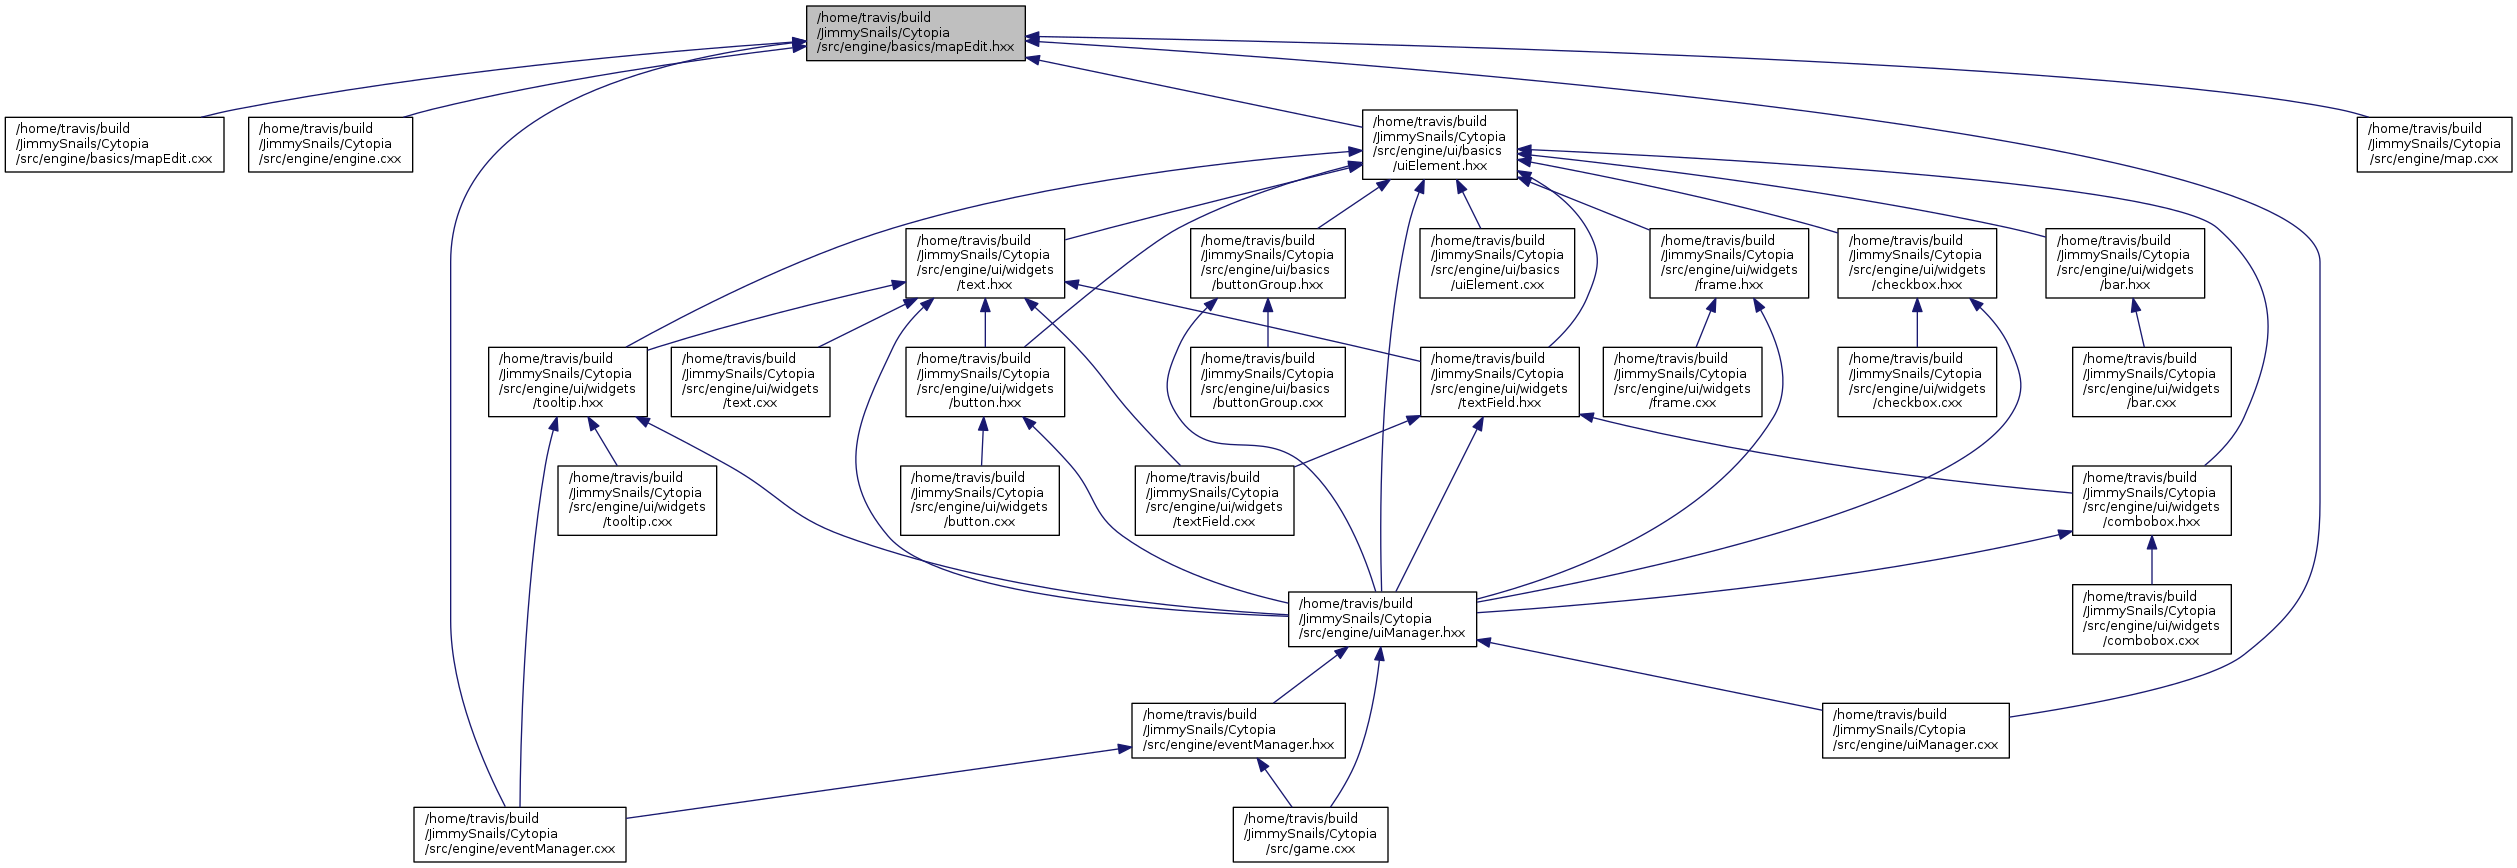 /home/travis/build
/JimmySnails/Cytopia
/src/engine/basics/mapEdit.hxx
/home/travis/build
/JimmySnails/Cytopia
/src/engine/basics/mapEdit.cxx
/home/travis/build
/JimmySnails/Cytopia
/src/engine/engine.cxx
/home/travis/build
/JimmySnails/Cytopia
/src/engine/ui/basics
/uiElement.hxx
/home/travis/build
/JimmySnails/Cytopia
/src/engine/map.cxx
/home/travis/build
/JimmySnails/Cytopia
/src/engine/ui/widgets
/text.hxx
/home/travis/build
/JimmySnails/Cytopia
/src/engine/ui/basics
/buttonGroup.hxx
/home/travis/build
/JimmySnails/Cytopia
/src/engine/ui/basics
/uiElement.cxx
/home/travis/build
/JimmySnails/Cytopia
/src/engine/ui/widgets
/frame.hxx
/home/travis/build
/JimmySnails/Cytopia
/src/engine/ui/widgets
/checkbox.hxx
/home/travis/build
/JimmySnails/Cytopia
/src/engine/ui/widgets
/bar.hxx
/home/travis/build
/JimmySnails/Cytopia
/src/engine/ui/widgets
/tooltip.hxx
/home/travis/build
/JimmySnails/Cytopia
/src/engine/ui/widgets
/text.cxx
/home/travis/build
/JimmySnails/Cytopia
/src/engine/ui/widgets
/button.hxx
/home/travis/build
/JimmySnails/Cytopia
/src/engine/ui/basics
/buttonGroup.cxx
/home/travis/build
/JimmySnails/Cytopia
/src/engine/ui/widgets
/textField.hxx
/home/travis/build
/JimmySnails/Cytopia
/src/engine/ui/widgets
/frame.cxx
/home/travis/build
/JimmySnails/Cytopia
/src/engine/ui/widgets
/checkbox.cxx
/home/travis/build
/JimmySnails/Cytopia
/src/engine/ui/widgets
/bar.cxx
/home/travis/build
/JimmySnails/Cytopia
/src/engine/ui/widgets
/tooltip.cxx
/home/travis/build
/JimmySnails/Cytopia
/src/engine/ui/widgets
/button.cxx
/home/travis/build
/JimmySnails/Cytopia
/src/engine/ui/widgets
/textField.cxx
/home/travis/build
/JimmySnails/Cytopia
/src/engine/ui/widgets
/combobox.hxx
/home/travis/build
/JimmySnails/Cytopia
/src/engine/uiManager.hxx
/home/travis/build
/JimmySnails/Cytopia
/src/engine/ui/widgets
/combobox.cxx
/home/travis/build
/JimmySnails/Cytopia
/src/engine/eventManager.hxx
/home/travis/build
/JimmySnails/Cytopia
/src/engine/uiManager.cxx
/home/travis/build
/JimmySnails/Cytopia
/src/engine/eventManager.cxx
/home/travis/build
/JimmySnails/Cytopia
/src/game.cxx